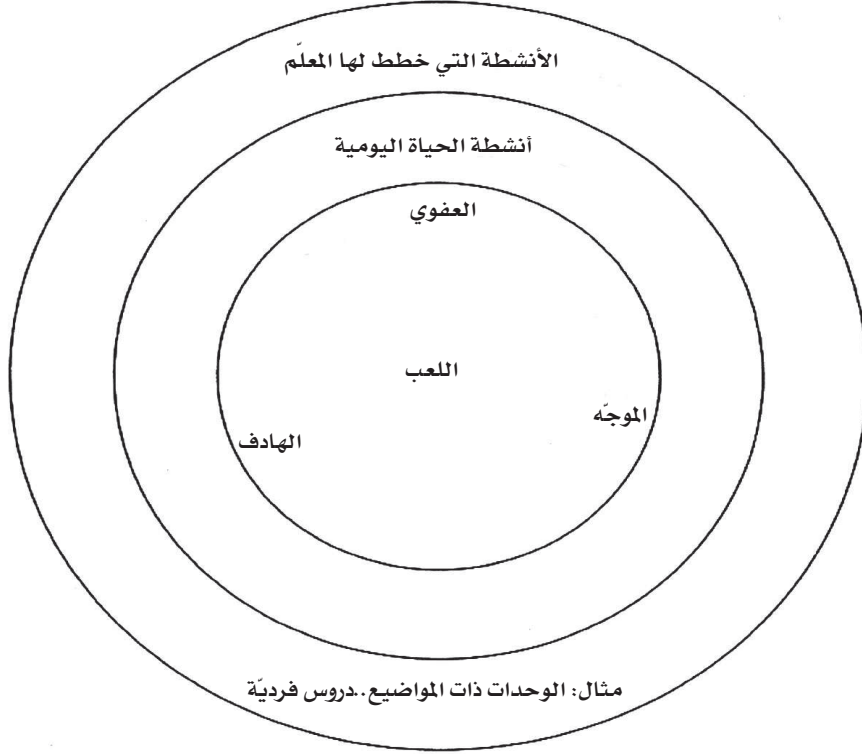 الأنشطة التي خطط لها المعلّم
أنشطة الحياة اليومية
العفوي
اللعب
الموجّه
الهادف
مثال: الوحدات ذات المواضيع..دروس فرديّة